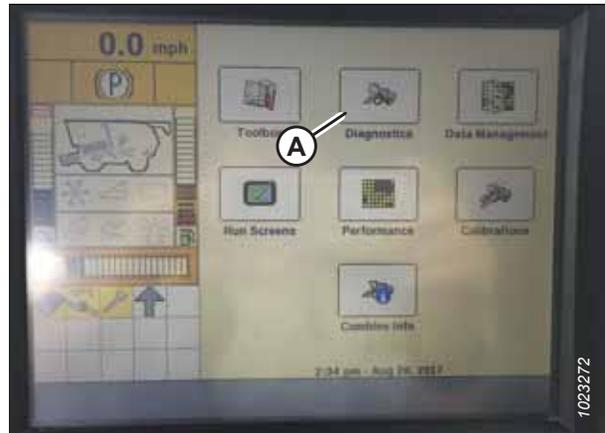 0.0 mph
(P)
Toolbox Diagnostics Data Management
A
Run Screens Performance Calibrations
Combine Info
2:34 pm - Aug 2017
1023272